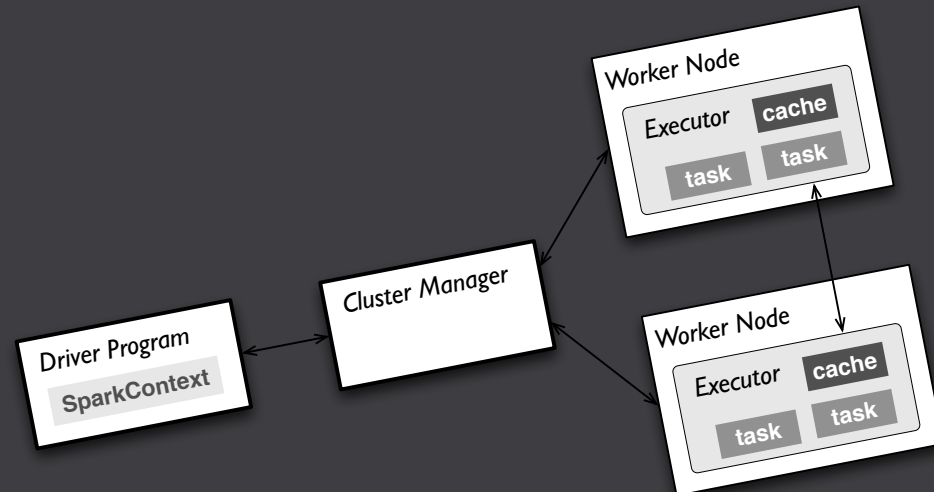 Worker Node
Executor
cache
task
task
Cluster Manager
Driver Program
SparkContext
Worker Node
Executor
cache
task
task